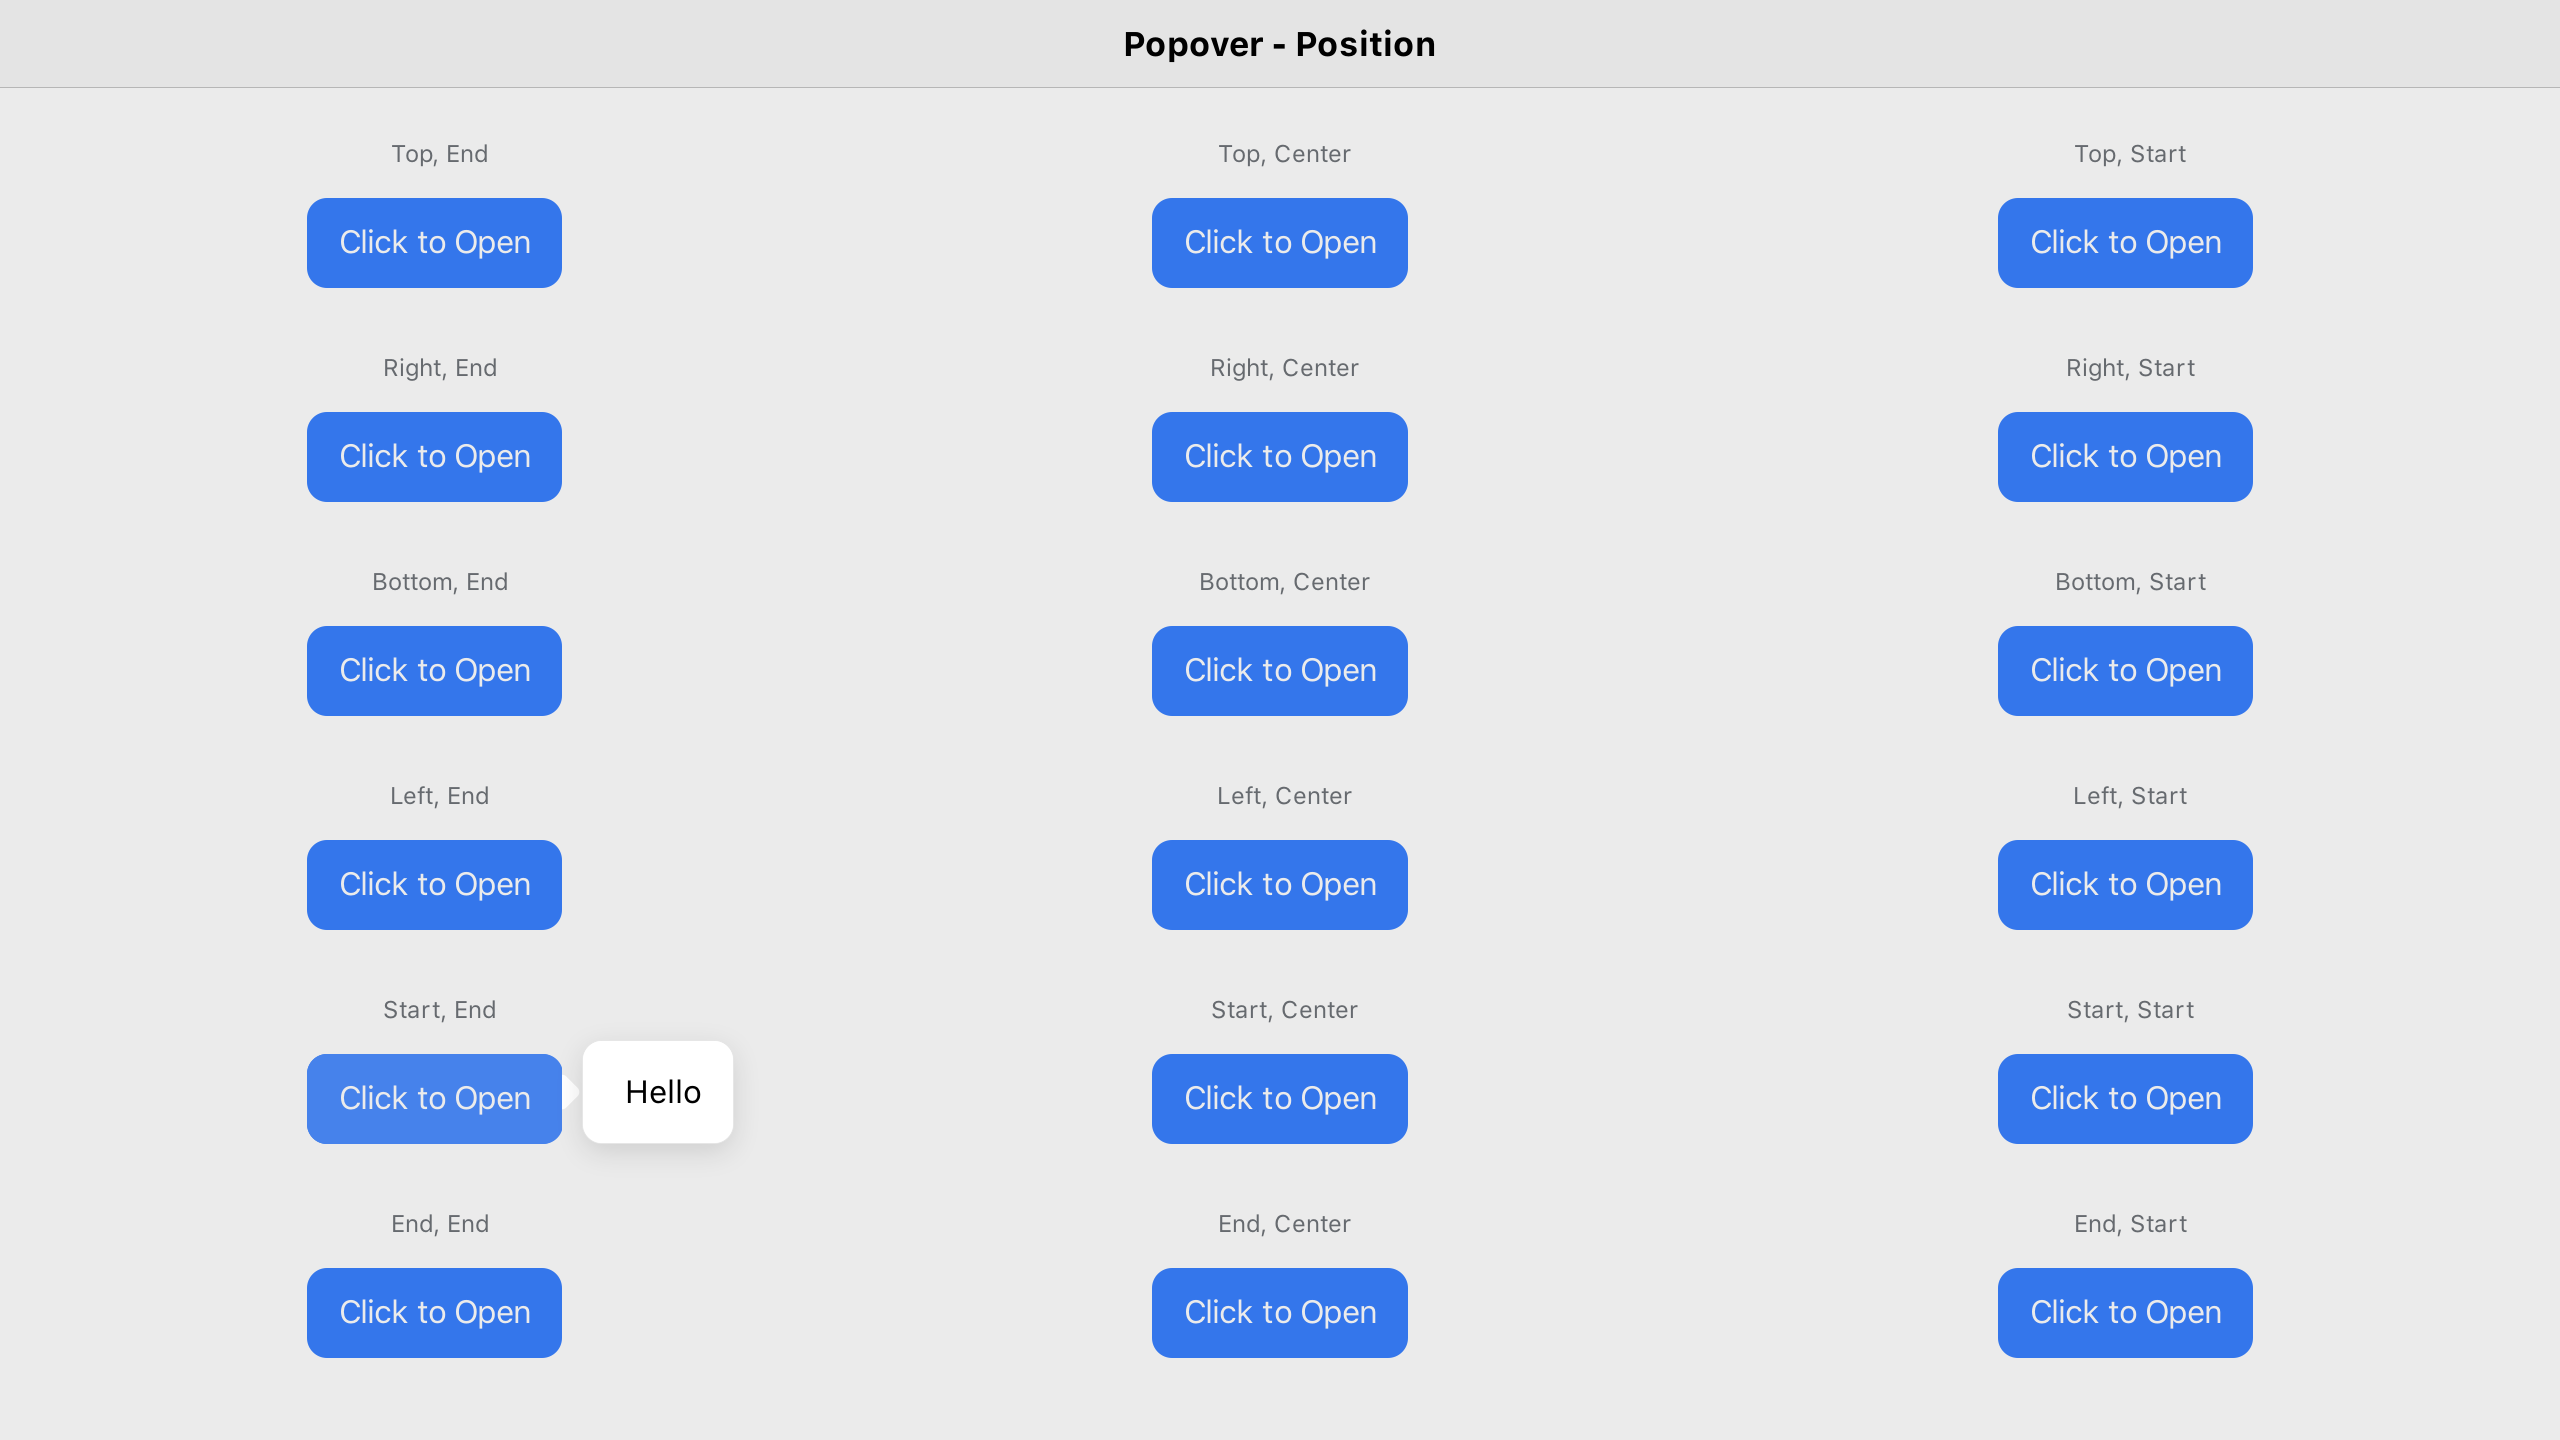 Popover - Position
Top, End
Top, Center
Top, Start
Click to Open
Click to Open
Click to Open
Right, End
Right, Center
Right, Start
Click to Open
Click to Open
Click to Open
Bottom, End
Bottom, Center
Bottom, Start
Click to Open
Click to Open
Click to Open
Left, End
Left, Center
Left, Start
Click to Open
Click to Open
Click to Open
Start, End
Start, Center
Start, Start
Click to Open
Hello
Click to Open
Click to Open
End, End
End, Center
End, Start
Click to Open
Click to Open
Click to Open